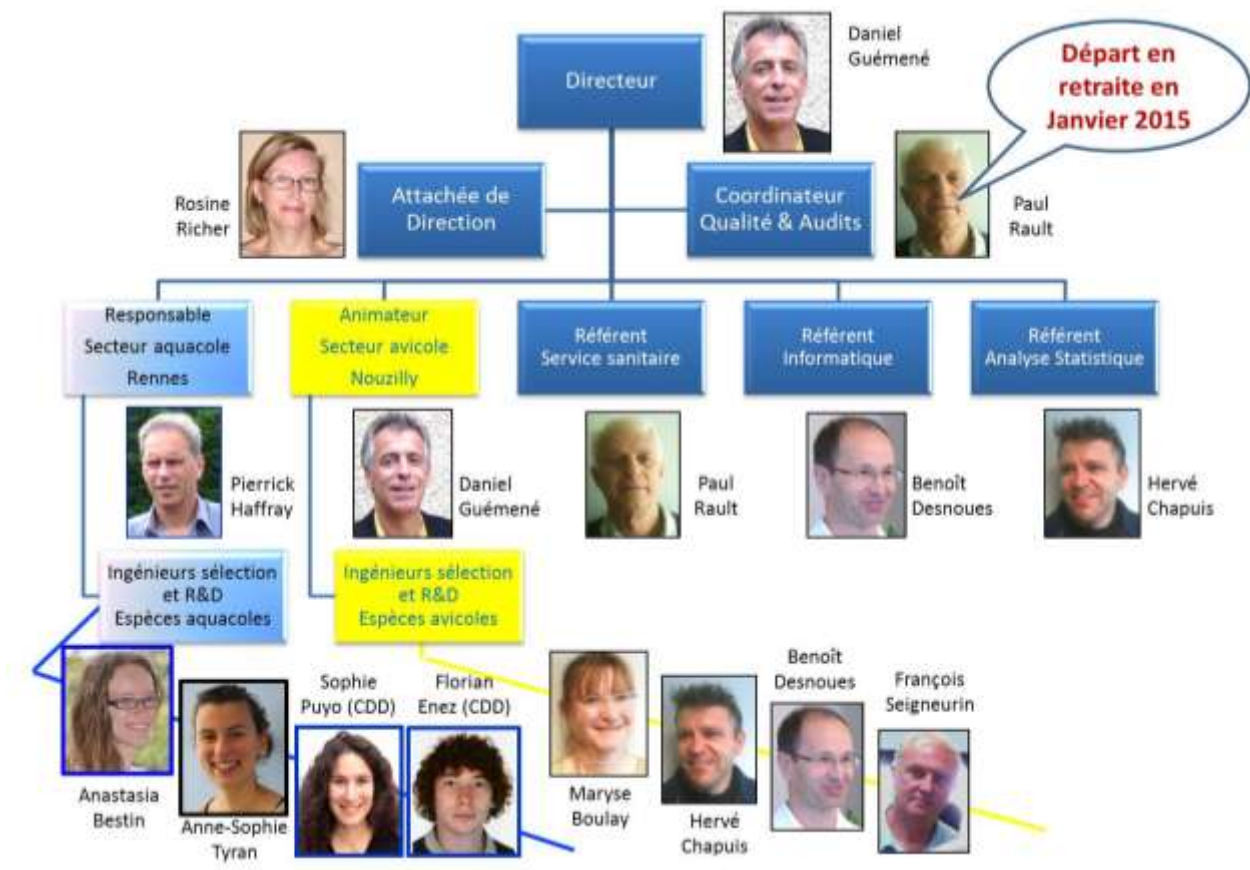 Directeur
Daniel
Guémené
Départ en
retraite en
Janvier 2015
Rosine
Richer
Attachée de
Direction
Coordinateur
Qualité & Audits
Paul
Rault
Responsable
Secteur aquacole
Rennes
Animateur
Secteur avicole
Nouzilly
Référent
Service sanitaire
Référent
Informatique
Référent
Analyse Statistique
Pierrick
Haffray
Daniel
Guémené
Paul
Rault
Benoît
Desnoues
Hervé
Chapuis
Ingénieurs sélection
et R&D
Espèces aquacoles
Ingénieurs sélection
et R&D
Espèces avicoles
Anastasia
Bestin
Anne-Sophie
Tyran
Sophie
Puyo (CDD)
Florian
Enez (CDD)
Maryse
Boulay
Hervé
Chapuis
Benoît
Desnoues
François
Seigneurin